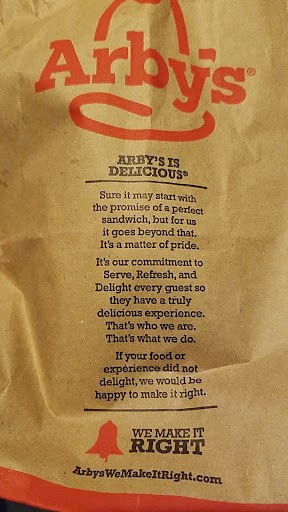 Arby's®
ARBY'S IS
DELICIOUS®
Sure it may start with
the promise of a perfect
sandwich, but for us
it goes beyond that.
It's a matter of pride.
It's our commitment to
Serve, Refresh, and
Delight every guest so
they have a truly
delicious experience.
That's who we are.
That's what we do.
If your food or
experience did not
delight, we would be
happy to make it right.
WE MAKE IT
RIGHT
ArbysWeMakeItRight.com